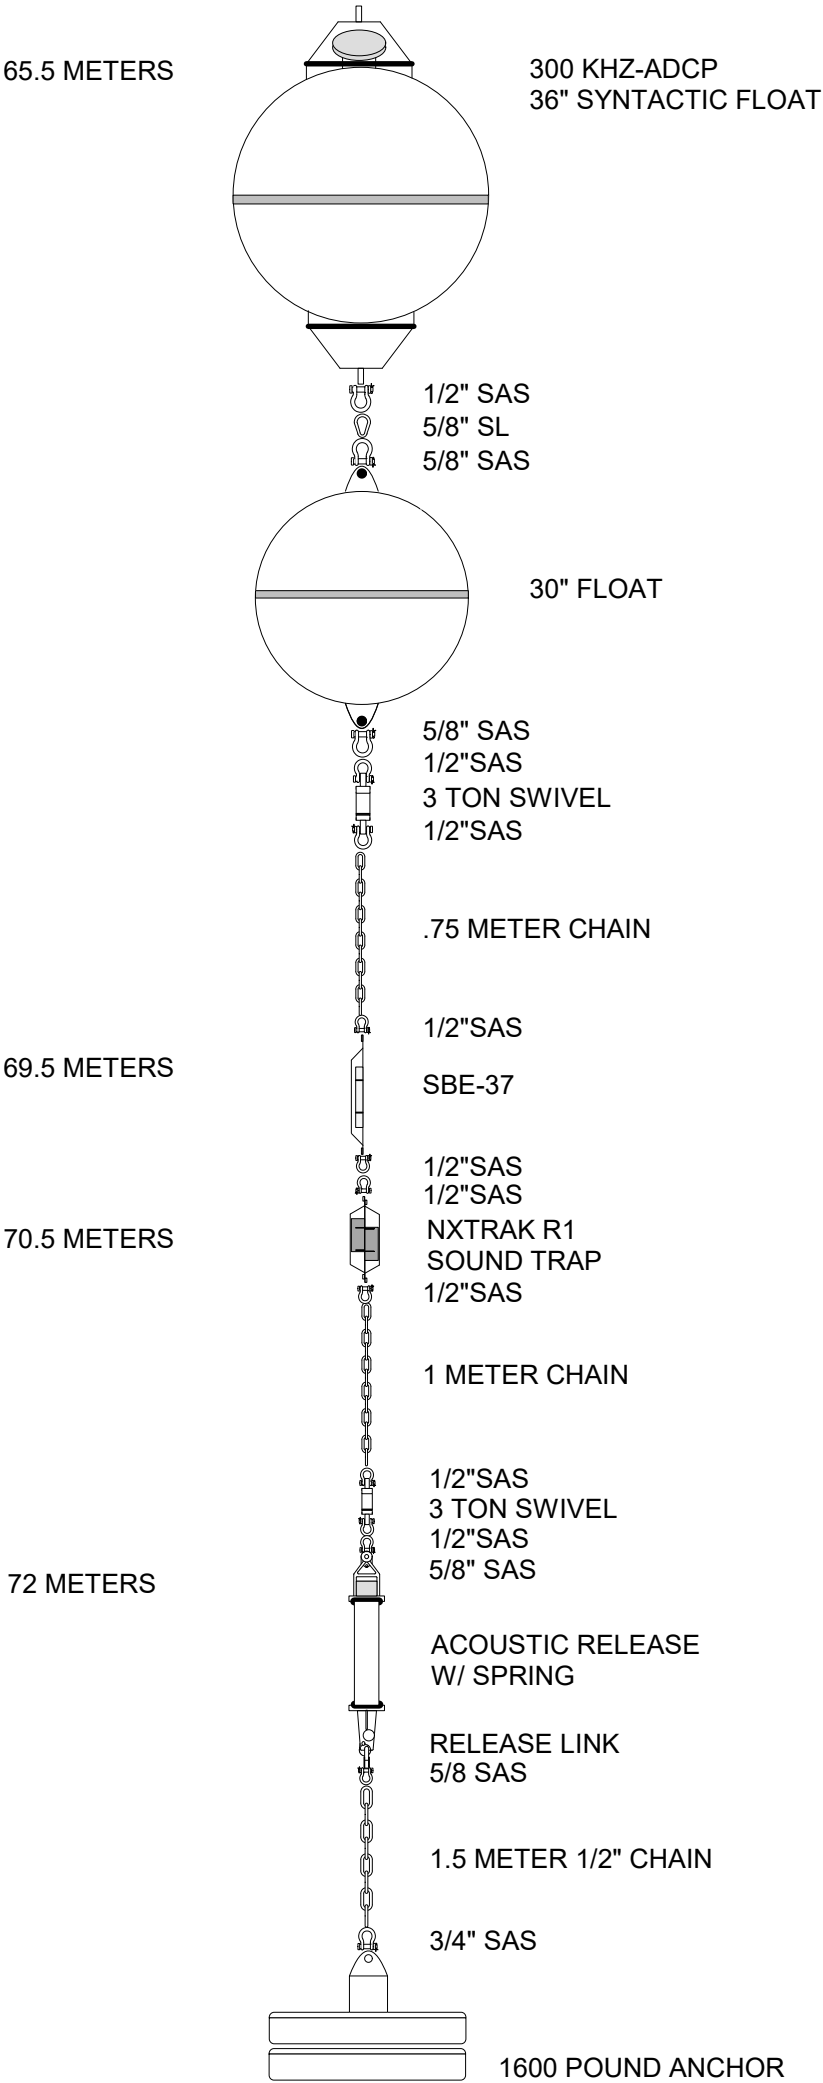 65.5 METERS
300 KHZ-ADCP
36" SYNTACTIC FLOAT
1/2" SAS
5/8" SL
5/8" SAS
30" FLOAT
5/8" SAS
1/2"SAS
3 TON SWIVEL
1/2"SAS
.75 METER CHAIN
1/2"SAS
69.5 METERS
SBE-37
1/2"SAS
1/2"SAS
70.5 METERS
NXTRAK R1
SOUND TRAP
1/2"SAS
1 METER CHAIN
1/2"SAS
3 TON SWIVEL
1/2"SAS
5/8" SAS
72 METERS
ACOUSTIC RELEASE
W/ SPRING
RELEASE LINK
5/8 SAS
1.5 METER 1/2" CHAIN
3/4" SAS
1600 POUND ANCHOR